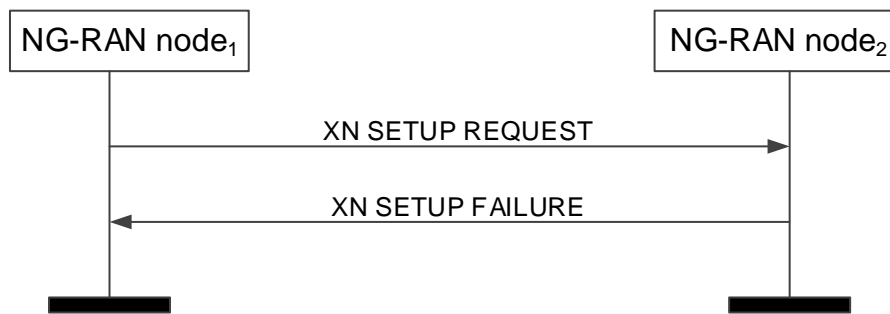 NG-RAN node₁
NG-RAN node₂
XN SETUP REQUEST
XN SETUP FAILURE